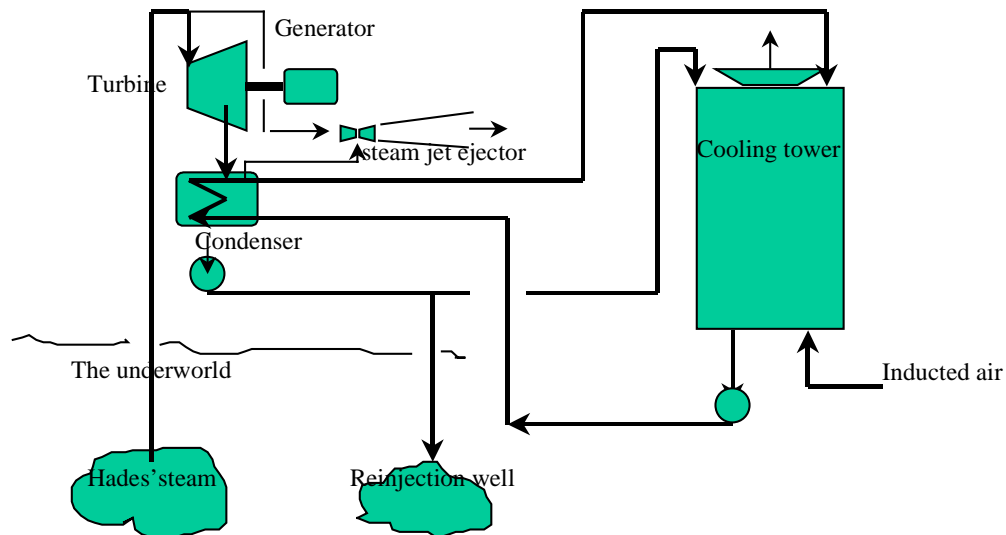 Generator
Turbine
steam jet ejector
Cooling tower
Condenser
The underworld
Inducted air
Hades'steam
Reinjection well